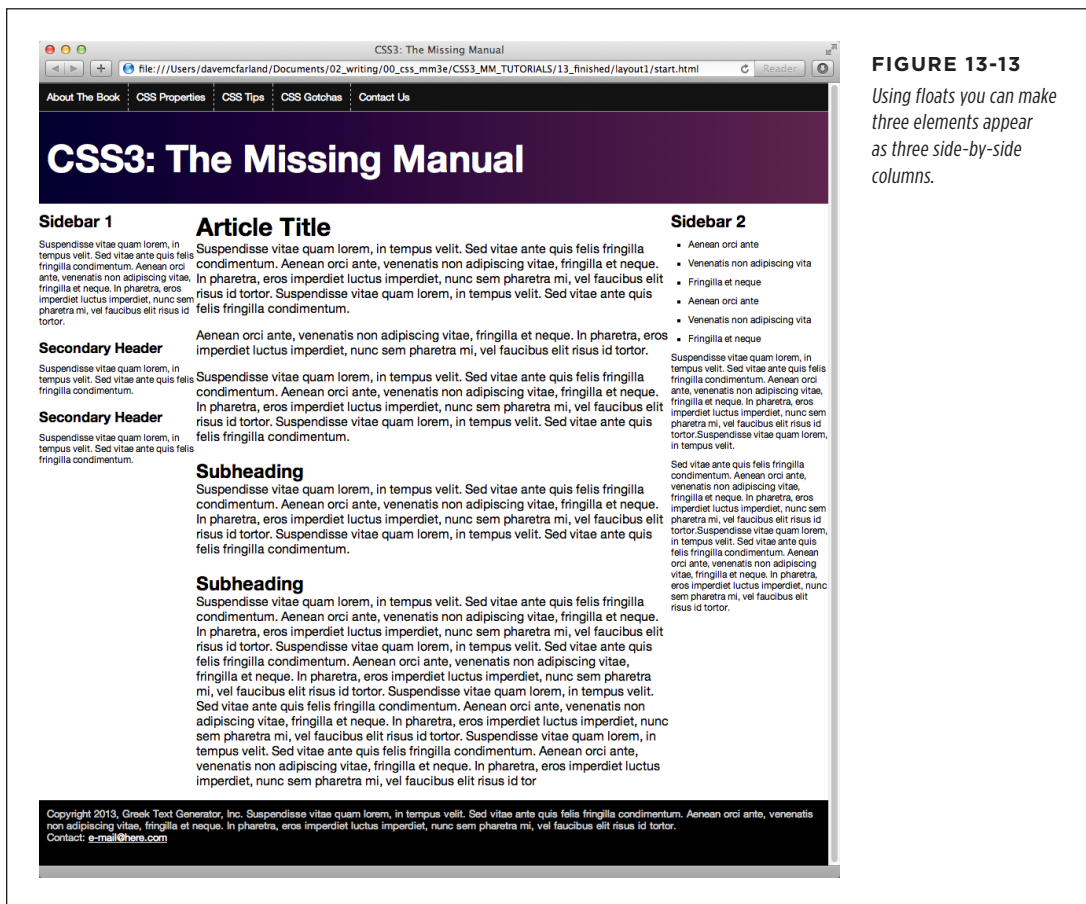 CSS3: The Missing Manual
file:///Users/davemcfarland/Documents/02_writing/00_css_mm3e/CSS3_MM_TUTORIALS/13_finished/layout1/start.html
Reader
About The Book
CSS Properties
CSS Tips
CSS Gotchas
Contact Us
CSS3: The Missing Manual
Sidebar 1
Suspendisse vitae quam lorem, in
tempus velit. Sed vitae ante quis felis
fringilla condimentum. Aenean orci
ante, venenatis non adipiscing vitae,
fringilla et neque. In pharetra, eros
imperdiet luctus imperdiet, nunc sem
pharetra mi, vel faucibus elit risus id
tortor.
Secondary Header
Suspendisse vitae quam lorem, in
tempus velit. Sed vitae ante quis felis
fringilla condimentum.
Secondary Header
Suspendisse vitae quam lorem, in
tempus velit. Sed vitae ante quis felis
fringilla condimentum.
Article Title
Suspendisse vitae quam lorem, in tempus velit. Sed vitae ante quis felis fringilla
condimentum. Aenean orci ante, venenatis non adipiscing vitae, fringilla et neque.
In pharetra, eros imperdiet luctus imperdiet, nunc sem pharetra mi, vel faucibus elit
risus id tortor. Suspendisse vitae quam lorem, in tempus velit. Sed vitae ante quis
felis fringilla condimentum.
Aenean orci ante, venenatis non adipiscing vitae, fringilla et neque. In pharetra, eros
imperdiet luctus imperdiet, nunc sem pharetra mi, vel faucibus elit risus id tortor.
Suspendisse vitae quam lorem, in tempus velit. Sed vitae ante quis felis fringilla
condimentum. Aenean orci ante, venenatis non adipiscing vitae, fringilla et neque.
In pharetra, eros imperdiet luctus imperdiet, nunc sem pharetra mi, vel faucibus elit
risus id tortor. Suspendisse vitae quam lorem, in tempus velit. Sed vitae ante quis
felis fringilla condimentum.
Subheading
Suspendisse vitae quam lorem, in tempus velit. Sed vitae ante quis felis fringilla
condimentum. Aenean orci ante, venenatis non adipiscing vitae, fringilla et neque.
In pharetra, eros imperdiet luctus imperdiet, nunc sem pharetra mi, vel faucibus elit
risus id tortor. Suspendisse vitae quam lorem, in tempus velit. Sed vitae ante quis
felis fringilla condimentum.
Subheading
Suspendisse vitae quam lorem, in tempus velit. Sed vitae ante quis felis fringilla
condimentum. Aenean orci ante, venenatis non adipiscing vitae, fringilla et neque.
In pharetra, eros imperdiet luctus imperdiet, nunc sem pharetra mi, vel faucibus elit
risus id tortor. Suspendisse vitae quam lorem, in tempus velit. Sed vitae ante quis
felis fringilla condimentum. Aenean orci ante, venenatis non adipiscing vitae,
fringilla et neque. In pharetra, eros imperdiet luctus imperdiet, nunc sem pharetra
mi, vel faucibus elit risus id tortor. Suspendisse vitae quam lorem, in tempus velit.
Sed vitae ante quis felis fringilla condimentum. Aenean orci ante, venenatis non
adipiscing vitae, fringilla et neque. In pharetra, eros imperdiet luctus imperdiet, nunc
sem pharetra mi, vel faucibus elit risus id tortor. Suspendisse vitae quam lorem, in
tempus velit. Sed vitae ante quis felis fringilla condimentum. Aenean orci ante,
venenatis non adipiscing vitae, fringilla et neque. In pharetra, eros imperdiet luctus
imperdiet, nunc sem pharetra mi, vel faucibus elit risus id tor
Sidebar 2
Aenean orci ante
Venenatis non adipiscing vita
Fringilla et neque
Aenean orci ante
Venenatis non adipiscing vita
Fringilla et neque
Suspendisse vitae quam lorem, in
tempus velit. Sed vitae ante quis felis
fringilla condimentum. Aenean orci
ante, venenatis non adipiscing vitae,
fringilla et neque. In pharetra, eros
imperdiet luctus imperdiet, nunc sem
pharetra mi, vel faucibus elit risus id
tortor.Suspendisse vitae quam lorem,
in tempus velit.
Sed vitae ante quis felis fringilla
condimentum. Aenean orci ante,
venenatis non adipiscing vitae,
fringilla et neque. In pharetra, eros
imperdiet luctus imperdiet, nunc sem
pharetra mi, vel faucibus elit risus id
tortor.Suspendisse vitae quam lorem,
in tempus velit. Sed vitae ante quis
felis fringilla condimentum. Aenean
orci ante, venenatis non adipiscing
vitae, fringilla et neque. In pharetra,
eros imperdiet luctus imperdiet, nunc
sem pharetra mi, vel faucibus elit
risus id tortor.
Copyright 2013, Greek Text Generator, Inc. Suspendisse vitae quam lorem, in tempus velit. Sed vitae ante quis felis fringilla condimentum. Aenean orci ante, venenatis
non adipiscing vitae, fringilla et neque. In pharetra, eros imperdiet luctus imperdiet, nunc sem pharetra mi, vel faucibus elit risus id tortor.
Contact: e-mail@here.com
FIGURE 13-13
Using floats you can make
three elements appear
as three side-by-side
columns.